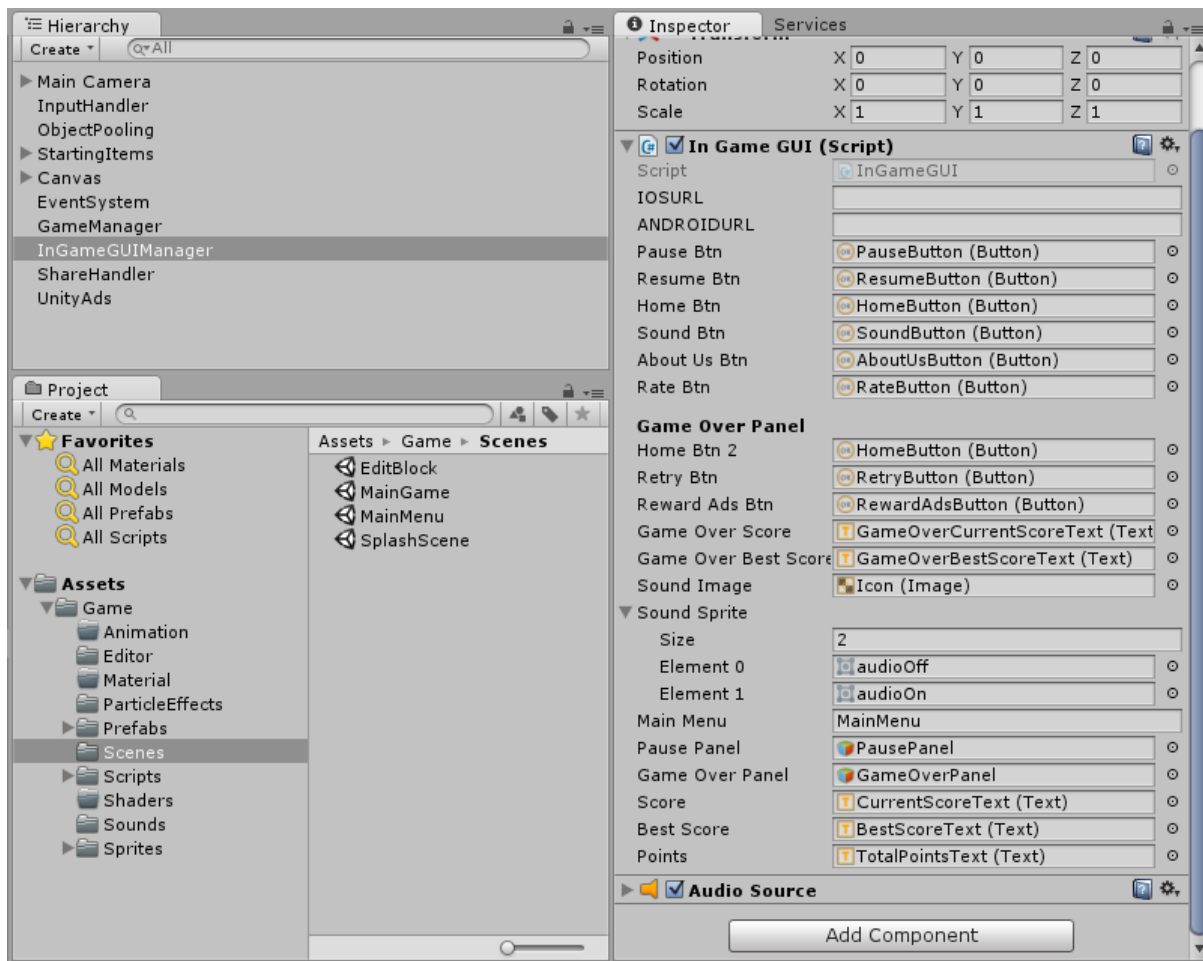 Hierarchy
Create
All
Main Camera
InputHandler
ObjectPooling
StartingItems
Canvas
EventSystem
GameManager
InGameGUIManager
ShareHandler
UnityAds
Project
Create
Favorites
All Materials
All Models
All Prefabs
All Scripts
Assets
Game
Animation
Editor
Material
ParticleEffects
Prefabs
Scenes
Scripts
Shaders
Sounds
Sprites
Assets Game Scenes
EditBlock
MainGame
MainMenu
SplashScene
Inspector Services
Position X 0 Y 0 Z 0
Rotation X 0 Y 0 Z 0
Scale X 1 Y 1 Z 1
In Game GUI (Script)
Script InGameGUI
IOSURL
ANDROIDURL
Pause Btn PauseButton (Button)
Resume Btn ResumeButton (Button)
Home Btn HomeButton (Button)
Sound Btn SoundButton (Button)
About Us Btn AboutUsButton (Button)
Rate Btn RateButton (Button)
Game Over Panel
Home Btn 2 HomeButton (Button)
Retry Btn RetryButton (Button)
Reward Ads Btn RewardAdsButton (Button)
Game Over Score GameOverCurrentScoreText (Text
Game Over Best Score GameOverBestScoreText (Text)
Sound Image Icon (Image)
Sound Sprite
Size 2
Element 0 audioOff
Element 1 audioOn
Main Menu MainMenu
Pause Panel PausePanel
Game Over Panel GameOverPanel
Score CurrentScoreText (Text)
Best Score BestScoreText (Text)
Points TotalPointsText (Text)
Audio Source
Add Component